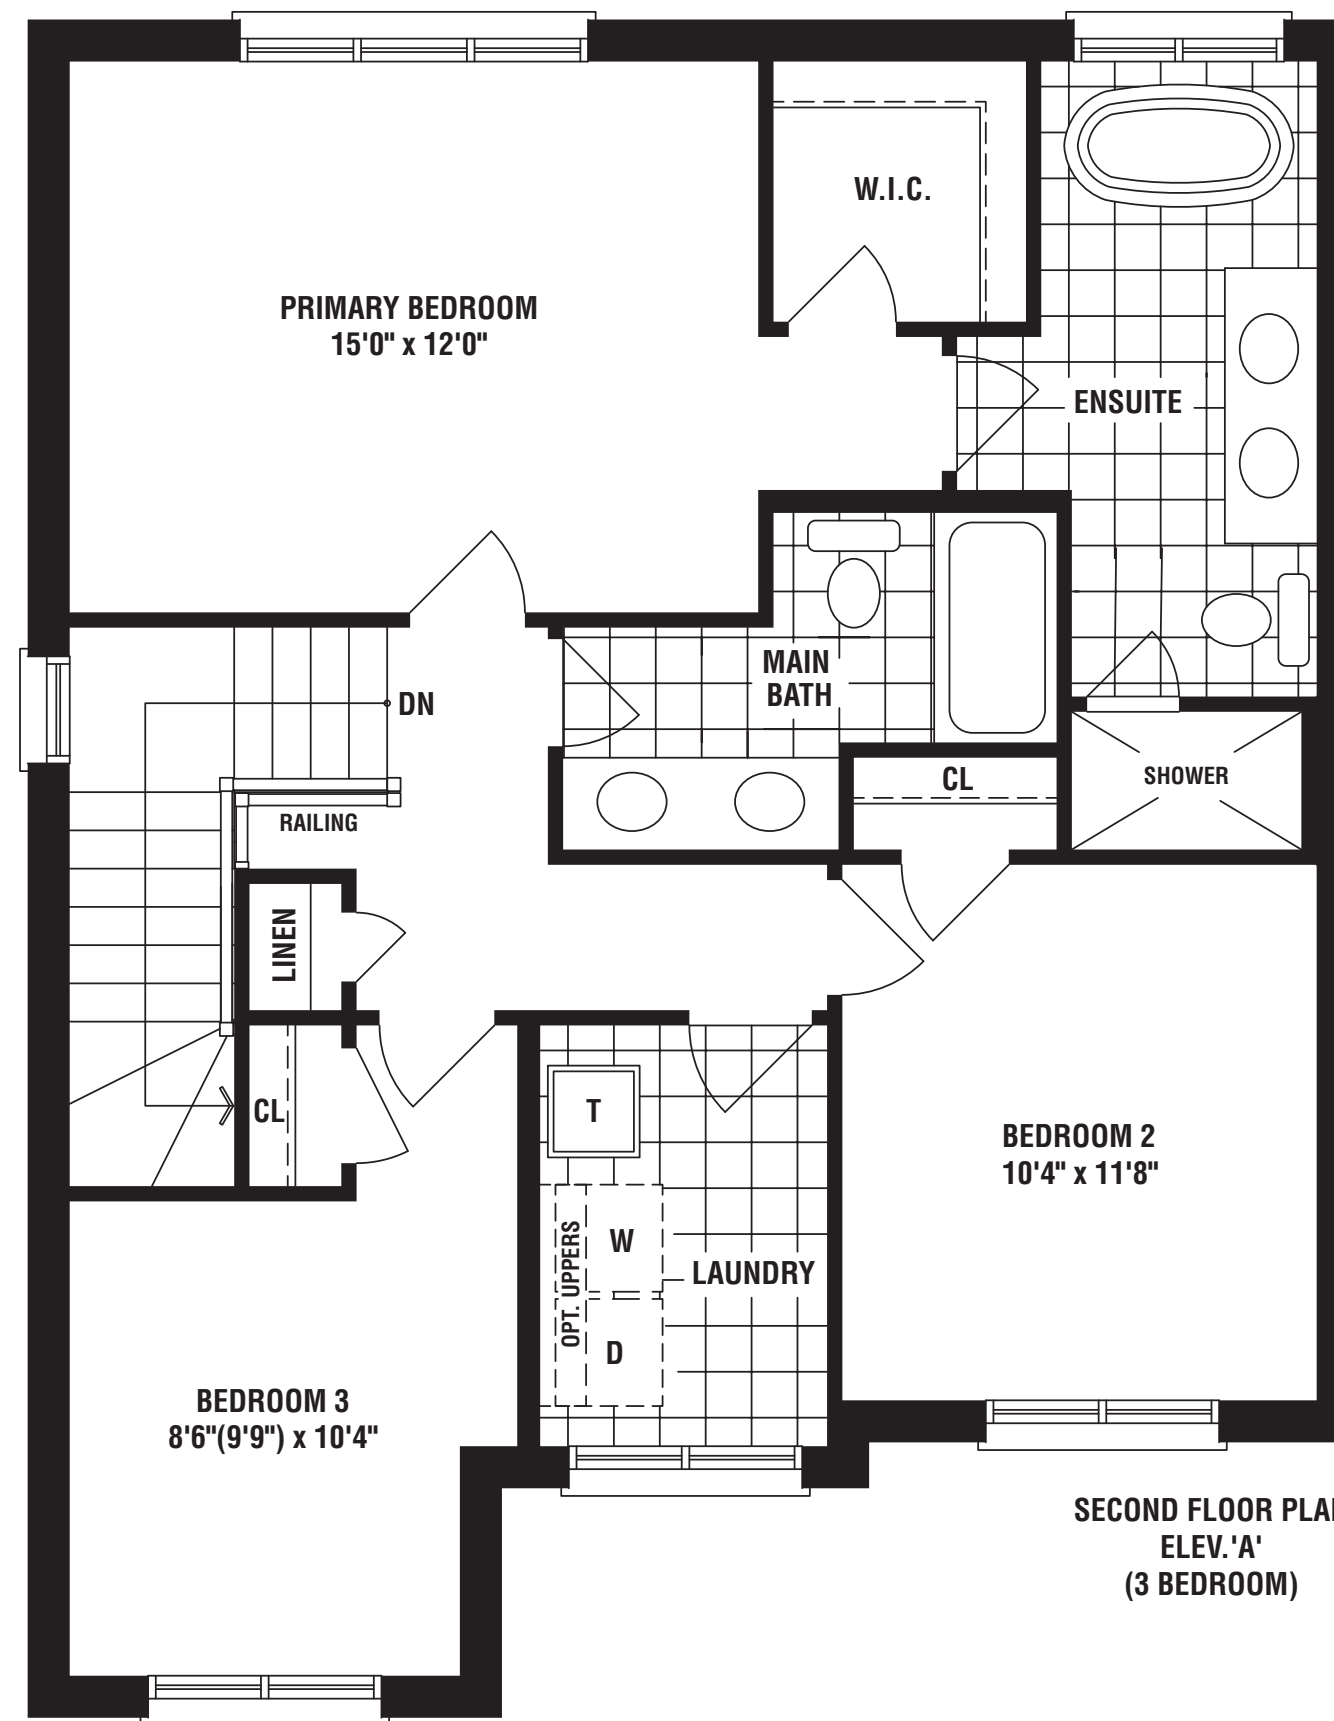 W.I.C.
PRIMARY BEDROOM
15'0" x 12'0"
ENSUITE
MAIN
BATH
DN
CL
SHOWER
RAILING
LINEN
CL
T
BEDROOM 2
10'4" x 11'8"
W
OPT. UPPERS
LAUNDRY
D
BEDROOM 3
8'6"(9'9") x 10'4"
SECOND FLOOR PLA
ELEV.'A'
(3 BEDROOM)